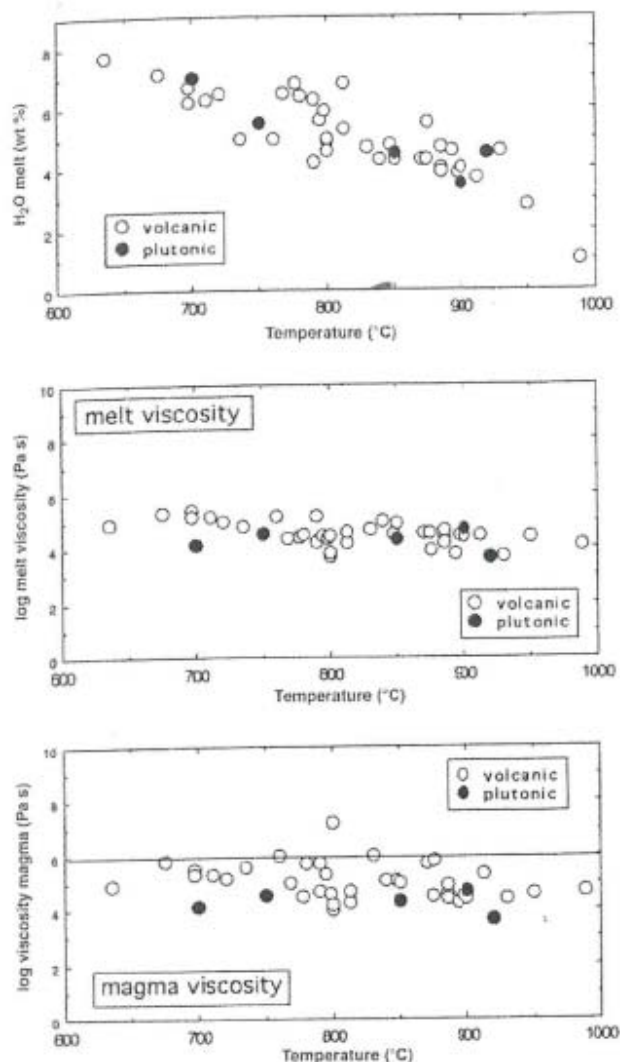 8
6
4
2
0
H₂O melt (wt %)
volcanic
plutonic
600 700 800 900 1000
Temperature (°C)
10
8
6
4
2
0
log melt viscosity (Pa s)
melt viscosity
volcanic
plutonic
600 700 800 900 1000
Temperature (°C)
10
8
6
4
2
0
log viscosity magma (Pa s)
volcanic
plutonic
magma viscosity
600 700 800 900 1000
Temperature (°C)